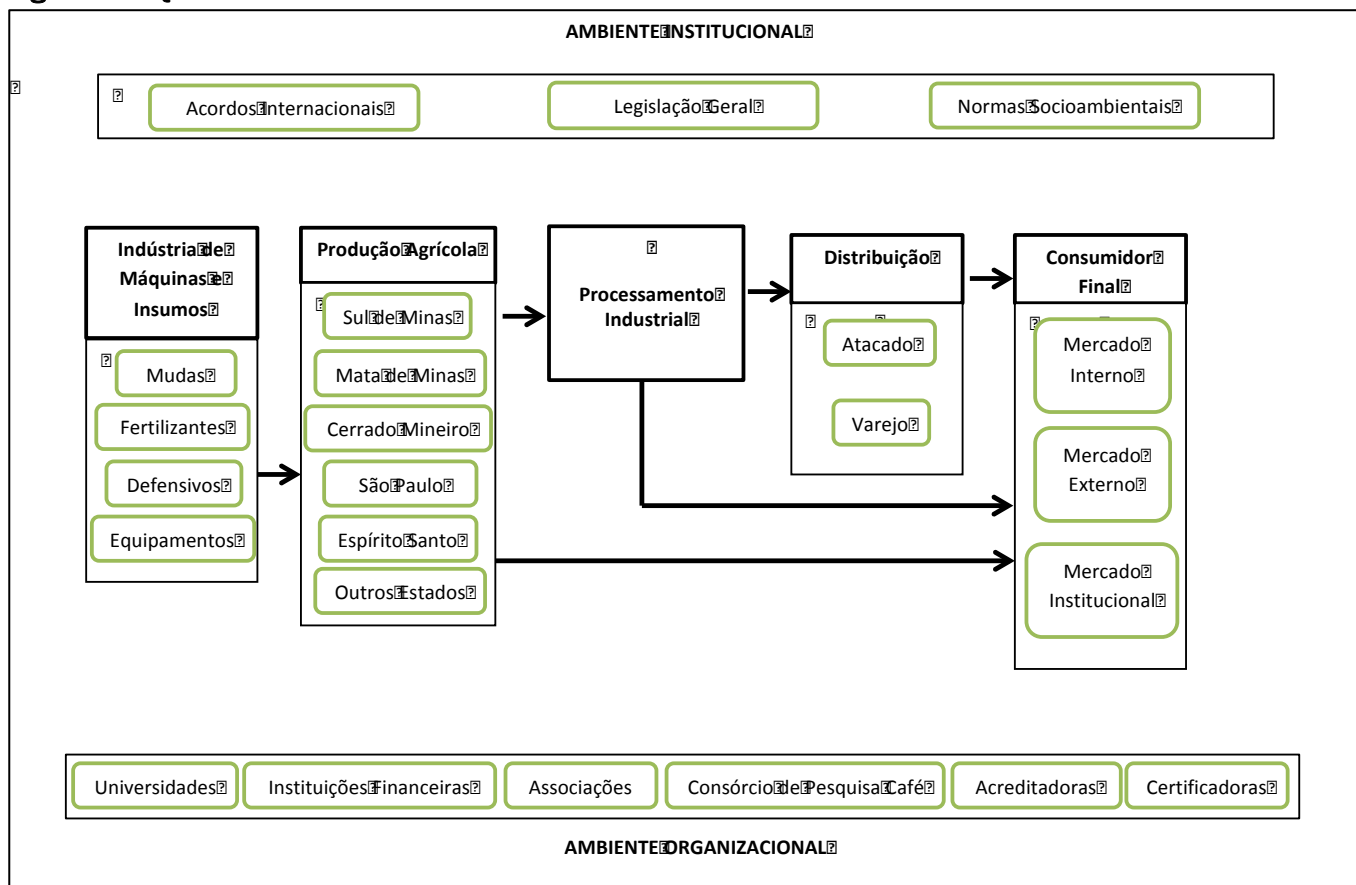 AMBIENTE INSTITUCIONAL
Acordos Internacionais
Legislação Geral
Normas Socioambientais
Indústria de
Máquinas e
Insumos
Mudas
Fertilizantes
Defensivos
Equipamentos
Produção Agrícola
Sul de Minas
Mata de Minas
Cerrado Mineiro
São Paulo
Espírito Santo
Outros Estados
Processamento
Industrial
Distribuição
Atacado
Varejo
Consumidor
Final
Mercado
Interno
Mercado
Externo
Mercado
Institucional
Universidades
Instituições Financeiras
Associações
Consórcio de Pesquisa Café
Acreditadoras
Certificadoras
AMBIENTE ORGANIZACIONAL